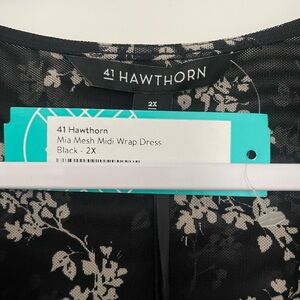 41 HAWTHORN
2X
41 Hawthorn
Mia Mesh Midi Wrap Dress
Black - 2X